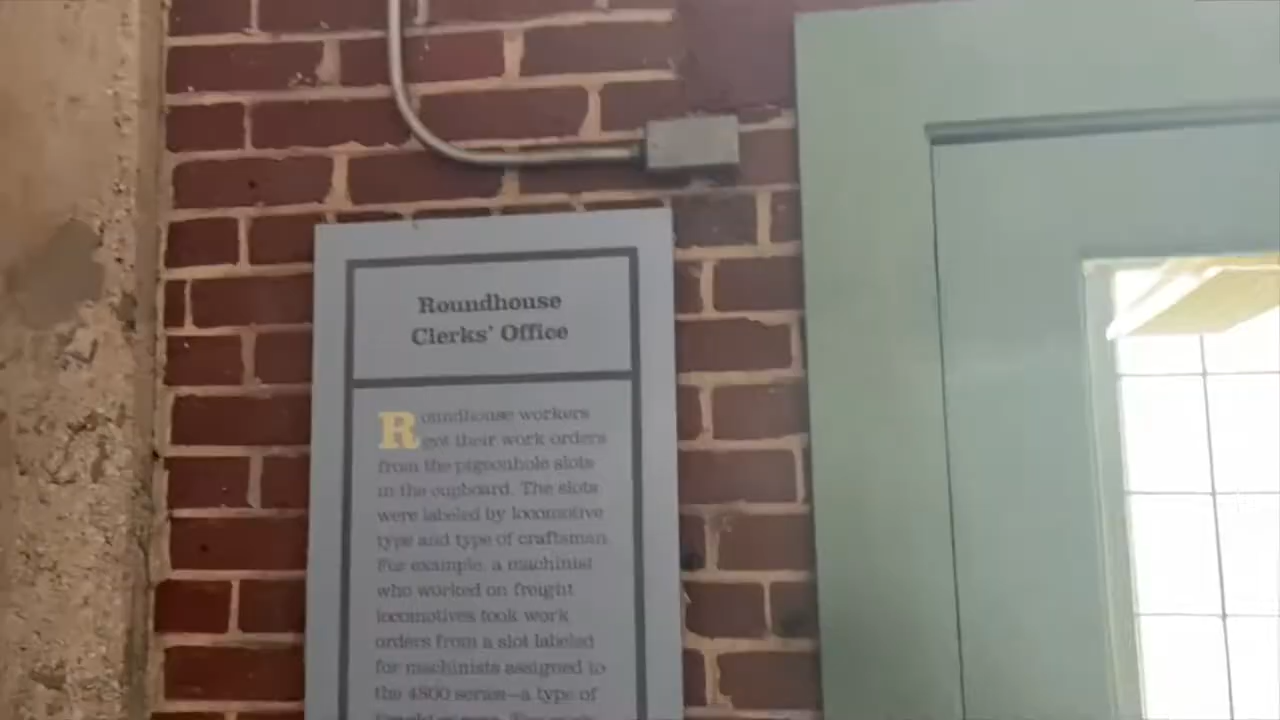 Roundhouse
Clerks' Office
Roundhouse workers
got their work orders
from the pigeonhole slots
in the cupboard. The slots
were labeled by locomotive
type and type of craftsman.
For example, a machinist
who worked on freight
locomotives took work
orders from a slot labeled
for machinists assigned to
the 4800 series—a type of